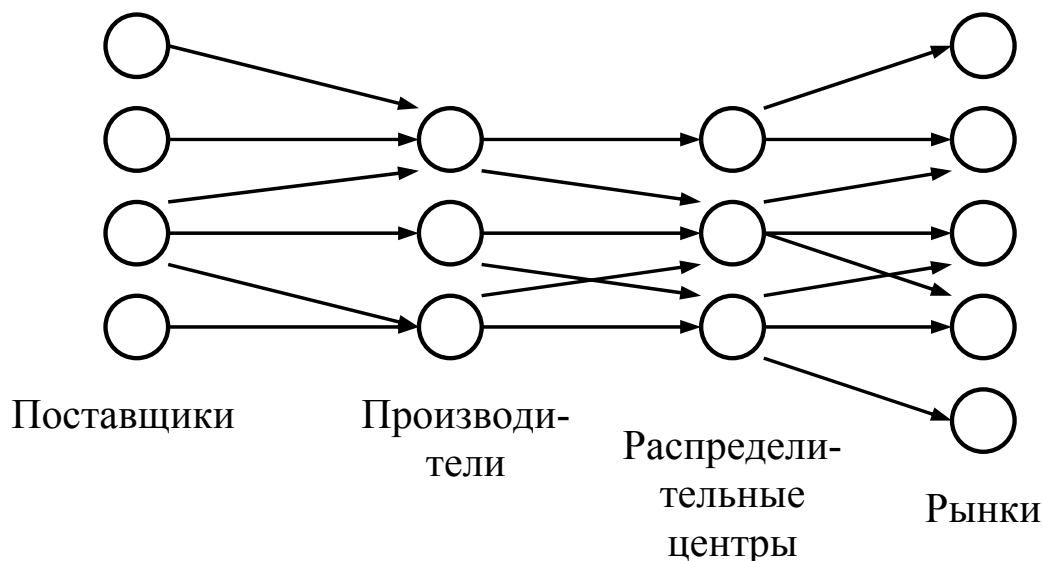 Поставщики
Производи-
тели
Распредели-
тельные
центры
Рынки